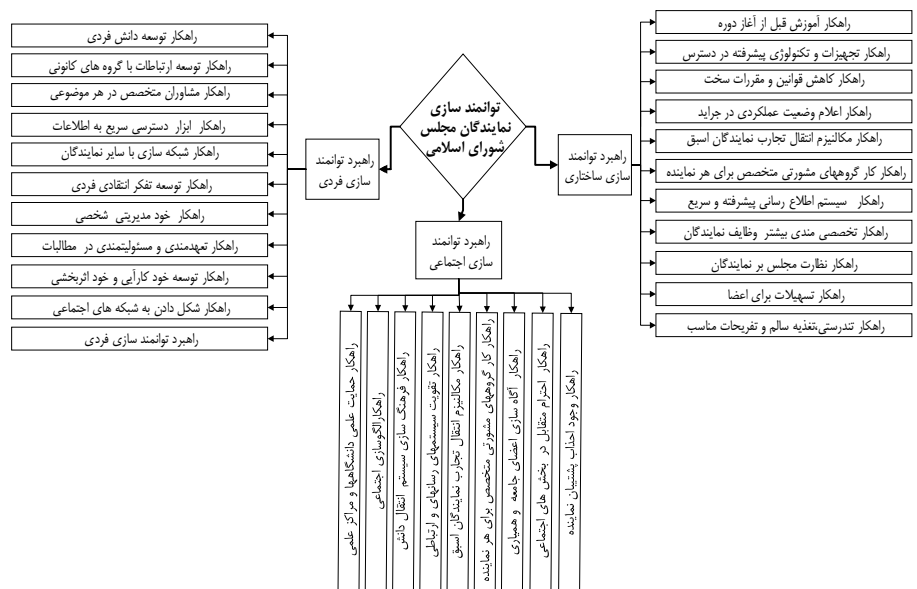 توانمند سازی
نمایندگان مجلس
شورای اسلامی
راهبرد توانمند
سازی ساختاری
راهکار آموزش قبل از آغاز دوره
راهکار تجهیزات و تکنولوژی پیشرفته در دسترس
راهکار کاهش قوانین و مقررات سخت
راهکار اعلام وضعیت عملکردی در جراید
راهکار مکالنیزم انتقال تجارب نمایندگان اسبق
راهکار کار گروههای مشورتی متخصص برای هر نماینده
راهکار سیستم اطلاع رسانی پیشرفته و سریع
راهکار تخصصی مندی بیشتر وظایف نمایندگان
راهکار نظارت مجلس بر نمایندگان
راهکار تسهیلات برای اعضا
راهکار تندرستی،تغذیه سالم و تفریحات مناسب
راهبرد توانمند
سازی اجتماعی
راهکار وجود احذاب پشتیبان نماینده
راهکار احترام متقابل در بخش های اجتماعی
راهکار آگاه سازی اعضای جامعه و همیاری
راهکار کار گروههای مشورتی متخصص برای هر نماینده
راهکار مکالنیزم انتقال تجارب نمایندگان اسبق
راهکار تقویت سیستمهای رسانهای و ارتباطی
راهکار فرهنگ سازی سیستم انتقال دانش
راهکارالگوسازی اجتماعی
راهکار حمایت علمی دانشگاهها و مراکز علمی
راهبرد توانمند
سازی فردی
راهکار توسعه دانش فردی
راهکار توسعه ارتباطات با گروه های کانونی
راهکار مشاوران متخصص در هر موضوعی
راهکار ابزار دسترسی سریع به اطلاعات
راهکار شبکه سازی با سایر نمایندگان
راهکار توسعه تفکر انتقادی فردی
راهکار خود مدیریتی شخصی
راهکار تعهدمندی و مسئولیتمندی در مطالبات
راهکار توسعه خود کارآیی و خود اثربخشی
راهکار شکل دادن به شبکه های اجتماعی
راهبرد توانمند سازی فردی